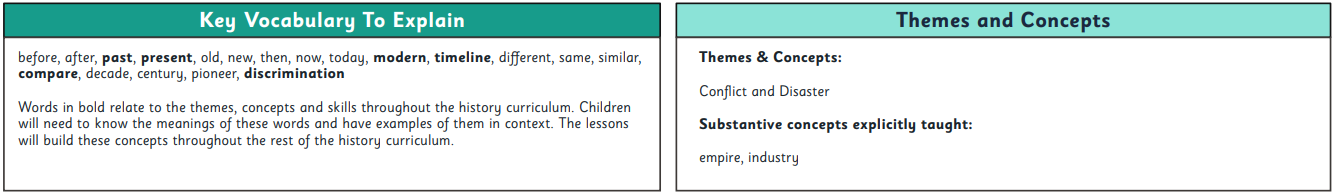 Key Vocabulary To Explain
before, after, past, present, old, new, then, now, today, modern, timeline, different, same, similar,
compare, decade, century, pioneer, discrimination
Words in bold relate to the themes, concepts and skills throughout the history curriculum. Children
will need to know the meanings of these words and have examples of them in context. The lessons
will build these concepts throughout the rest of the history curriculum.
Themes and Concepts
Themes & Concepts:
Conflict and Disaster
Substantive concepts explicitly taught:
empire, industry